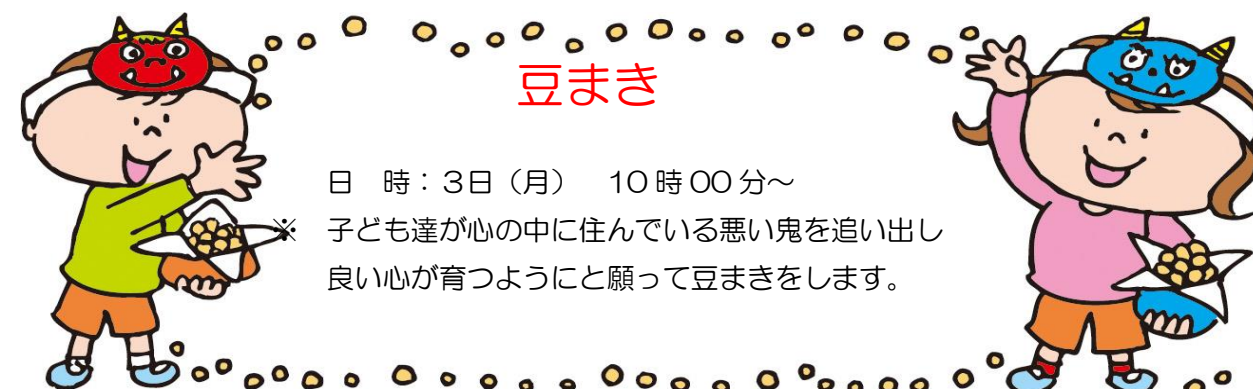 豆まき
日　時：３日（月）　１０時００分～
※　子ども達が心の中に住んでいる悪い鬼を追い出し
良い心が育つようにと願って豆まきをします。